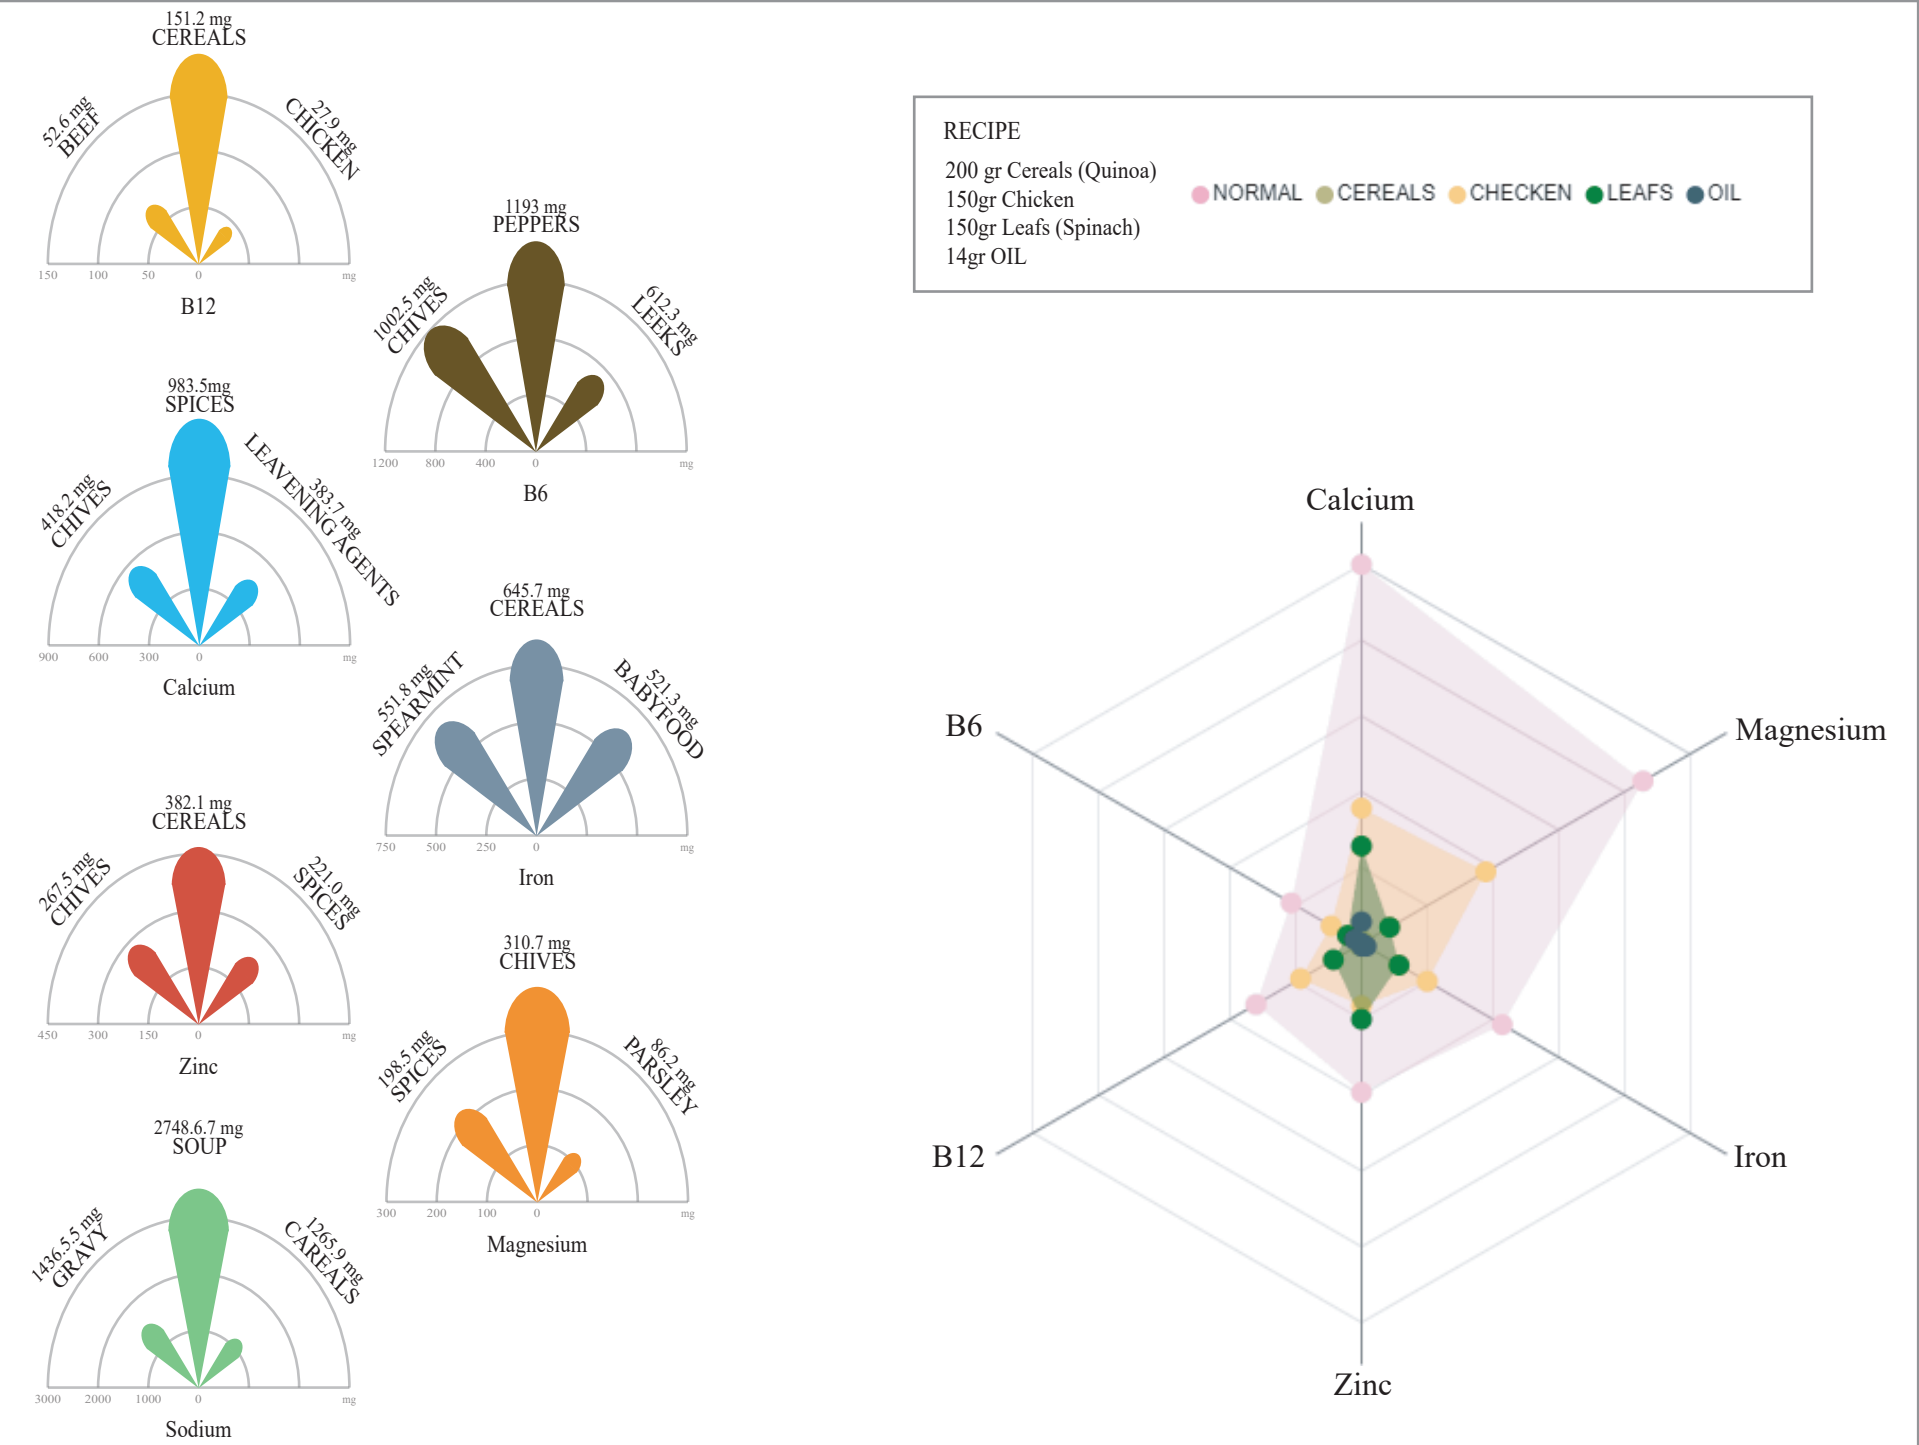 151.2 mg
CEREALS
52.6 mg
BEEF
27.9 mg
CHICKEN
150 100 50 0 mg
B12
1193 mg
PEPPERS
1002.5 mg
CHIVES
612.3 mg
LEEKS
1200 800 400 0 mg
B6
983.5mg
SPICES
418.2 mg
CHIVES
383.7 mg
LEAVENING AGENTS
900 600 300 0 mg
Calcium
645.7 mg
CEREALS
551.8 mg
SPEARMINT
521.3 mg
BABYFOOD
750 500 250 0 mg
Iron
382.1 mg
CEREALS
267.5 mg
CHIVES
221.0 mg
SPICES
450 300 150 0 mg
Zinc
310.7 mg
CHIVES
198.5 mg
SPICES
86.2 mg
PARSLEY
300 200 100 0 mg
Magnesium
2748.6.7 mg
SOUP
1436.5.5 mg
GRAVY
1265.9 mg
CAREALS
3000 2000 1000 0 mg
Sodium
RECIPE
200 gr Cereals (Quinoa)
150gr Chicken
150gr Leafs (Spinach)
14gr OIL
NORMAL CEREALS CHECKEN LEAFS OIL
Calcium
B6
Magnesium
B12
Iron
Zinc